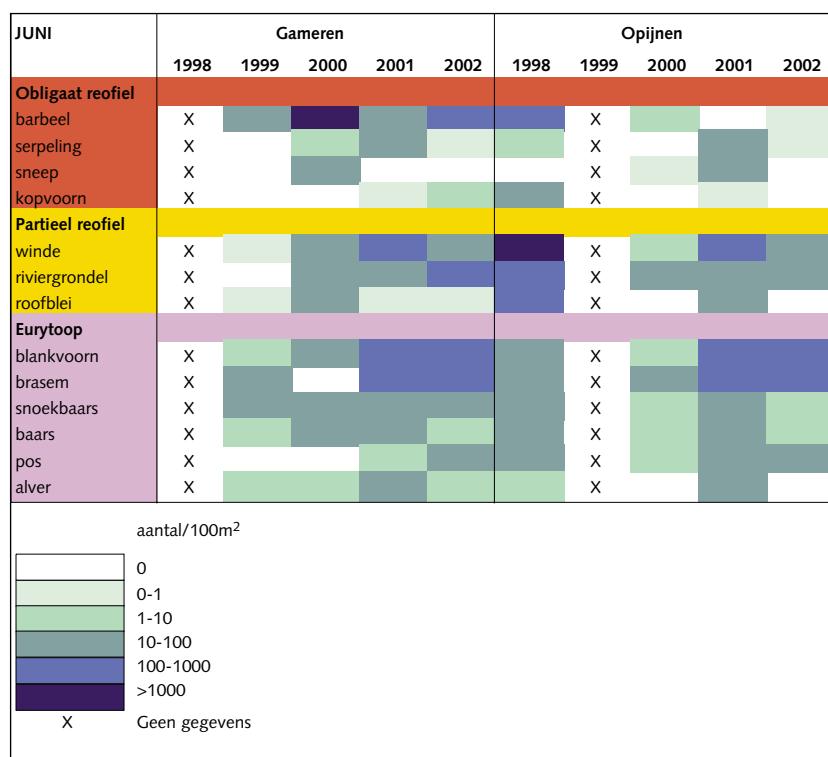 JUNI Gameren Opijnen
1998 1999 2000 2001 2002 1998 1999 2000 2001 2002
Obligaat reofiel
barbeel X X
serpeling X X
sneep X X
kopvoorn X X
Partieel reofiel
winde X X
riviergrondel X X
roofblei X X
Eurytoop
blankvoorn X X
brasem X X
snoekbaars X X
baars X X
pos X X
alver X X
aantal/100m²
0
0-1
1-10
10-100
100-1000
>1000
X Geen gegevens